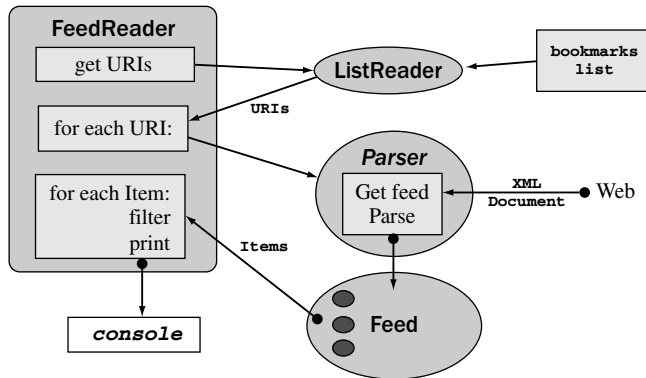 FeedReader
get URIs
ListReader
bookmarks
list
URIs
for each URI:
Parser
Get feed
Parse
XML
Document
Web
for each Item:
filter
print
Items
Feed
console